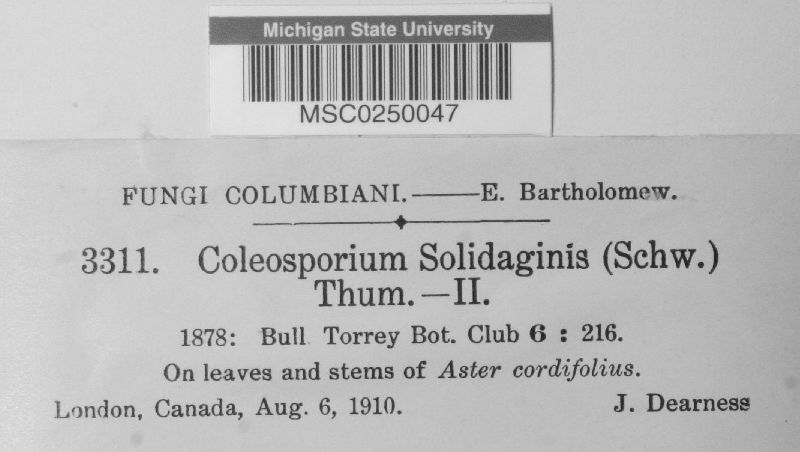 Michigan State University
MSC0250047
FUNGI COLUMBIANI.——E. Bartholomew.
3311. Coleosporium Solidaginis (Schw.)
Thum.—II.
1878: Bull Torrey Bot. Club 6 : 216.
On leaves and stems of Aster cordifolius.
London, Canada, Aug. 6, 1910. J. Dearness